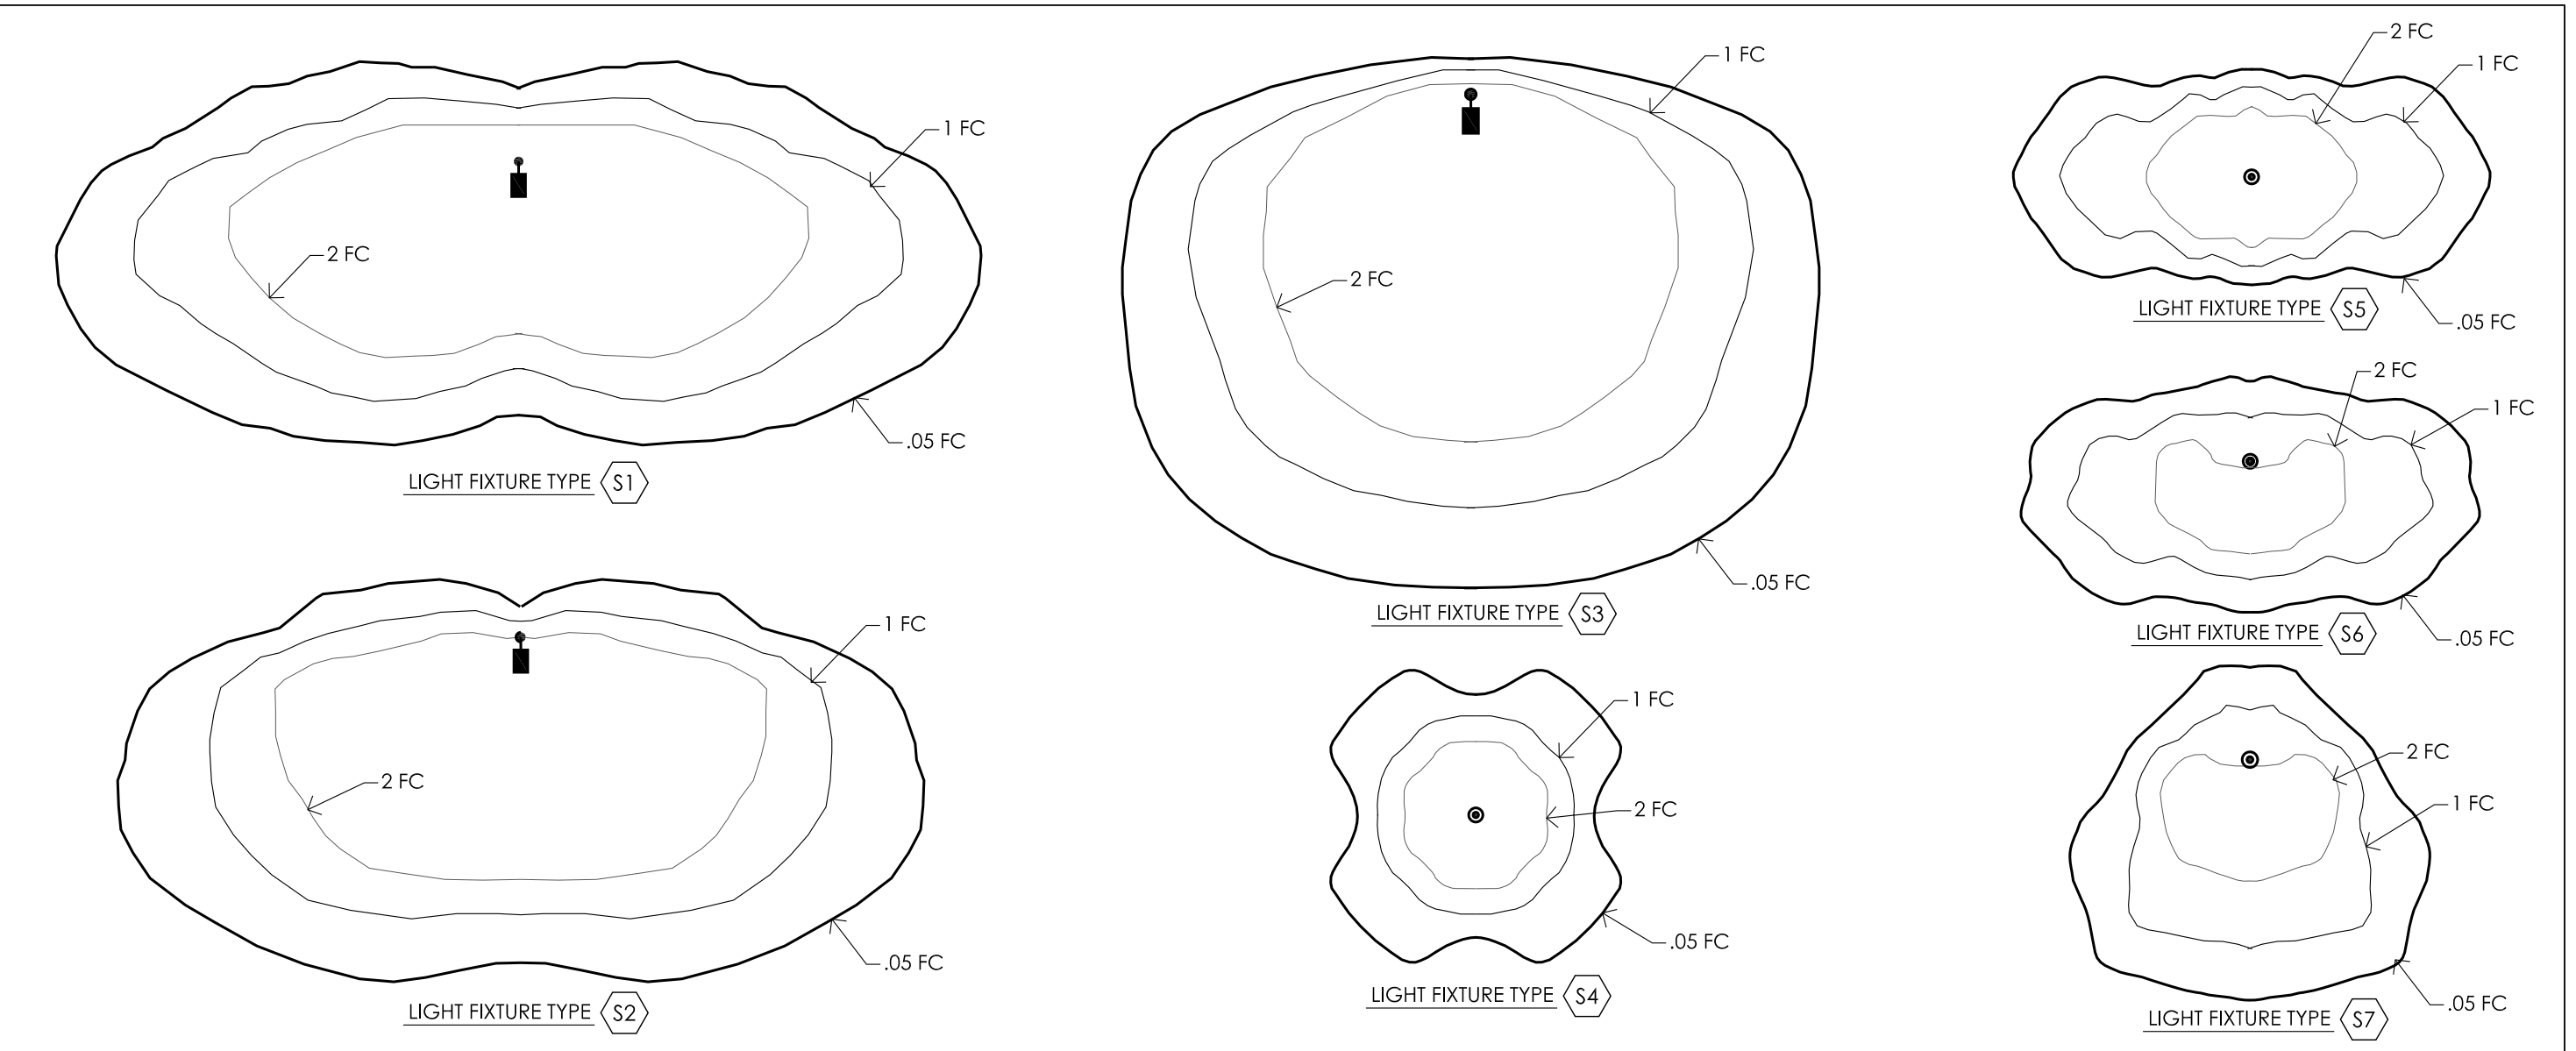 1 FC
2 FC
.05 FC
LIGHT FIXTURE TYPE S1
1 FC
2 FC
.05 FC
LIGHT FIXTURE TYPE S2
1 FC
2 FC
.05 FC
LIGHT FIXTURE TYPE S3
1 FC
2 FC
.05 FC
LIGHT FIXTURE TYPE S4
2 FC
1 FC
LIGHT FIXTURE TYPE S5
.05 FC
2 FC
1 FC
LIGHT FIXTURE TYPE S6
.05 FC
2 FC
1 FC
.05 FC
LIGHT FIXTURE TYPE S7